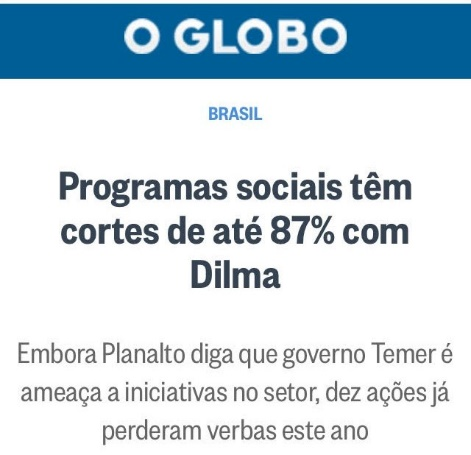 O GLOBO
BRASIL
Programas sociais têm
cortes de até 87% com
Dilma
Embora Planalto diga que governo Temer é
ameaça a iniciativas no setor, dez ações já
perderam verbas este ano